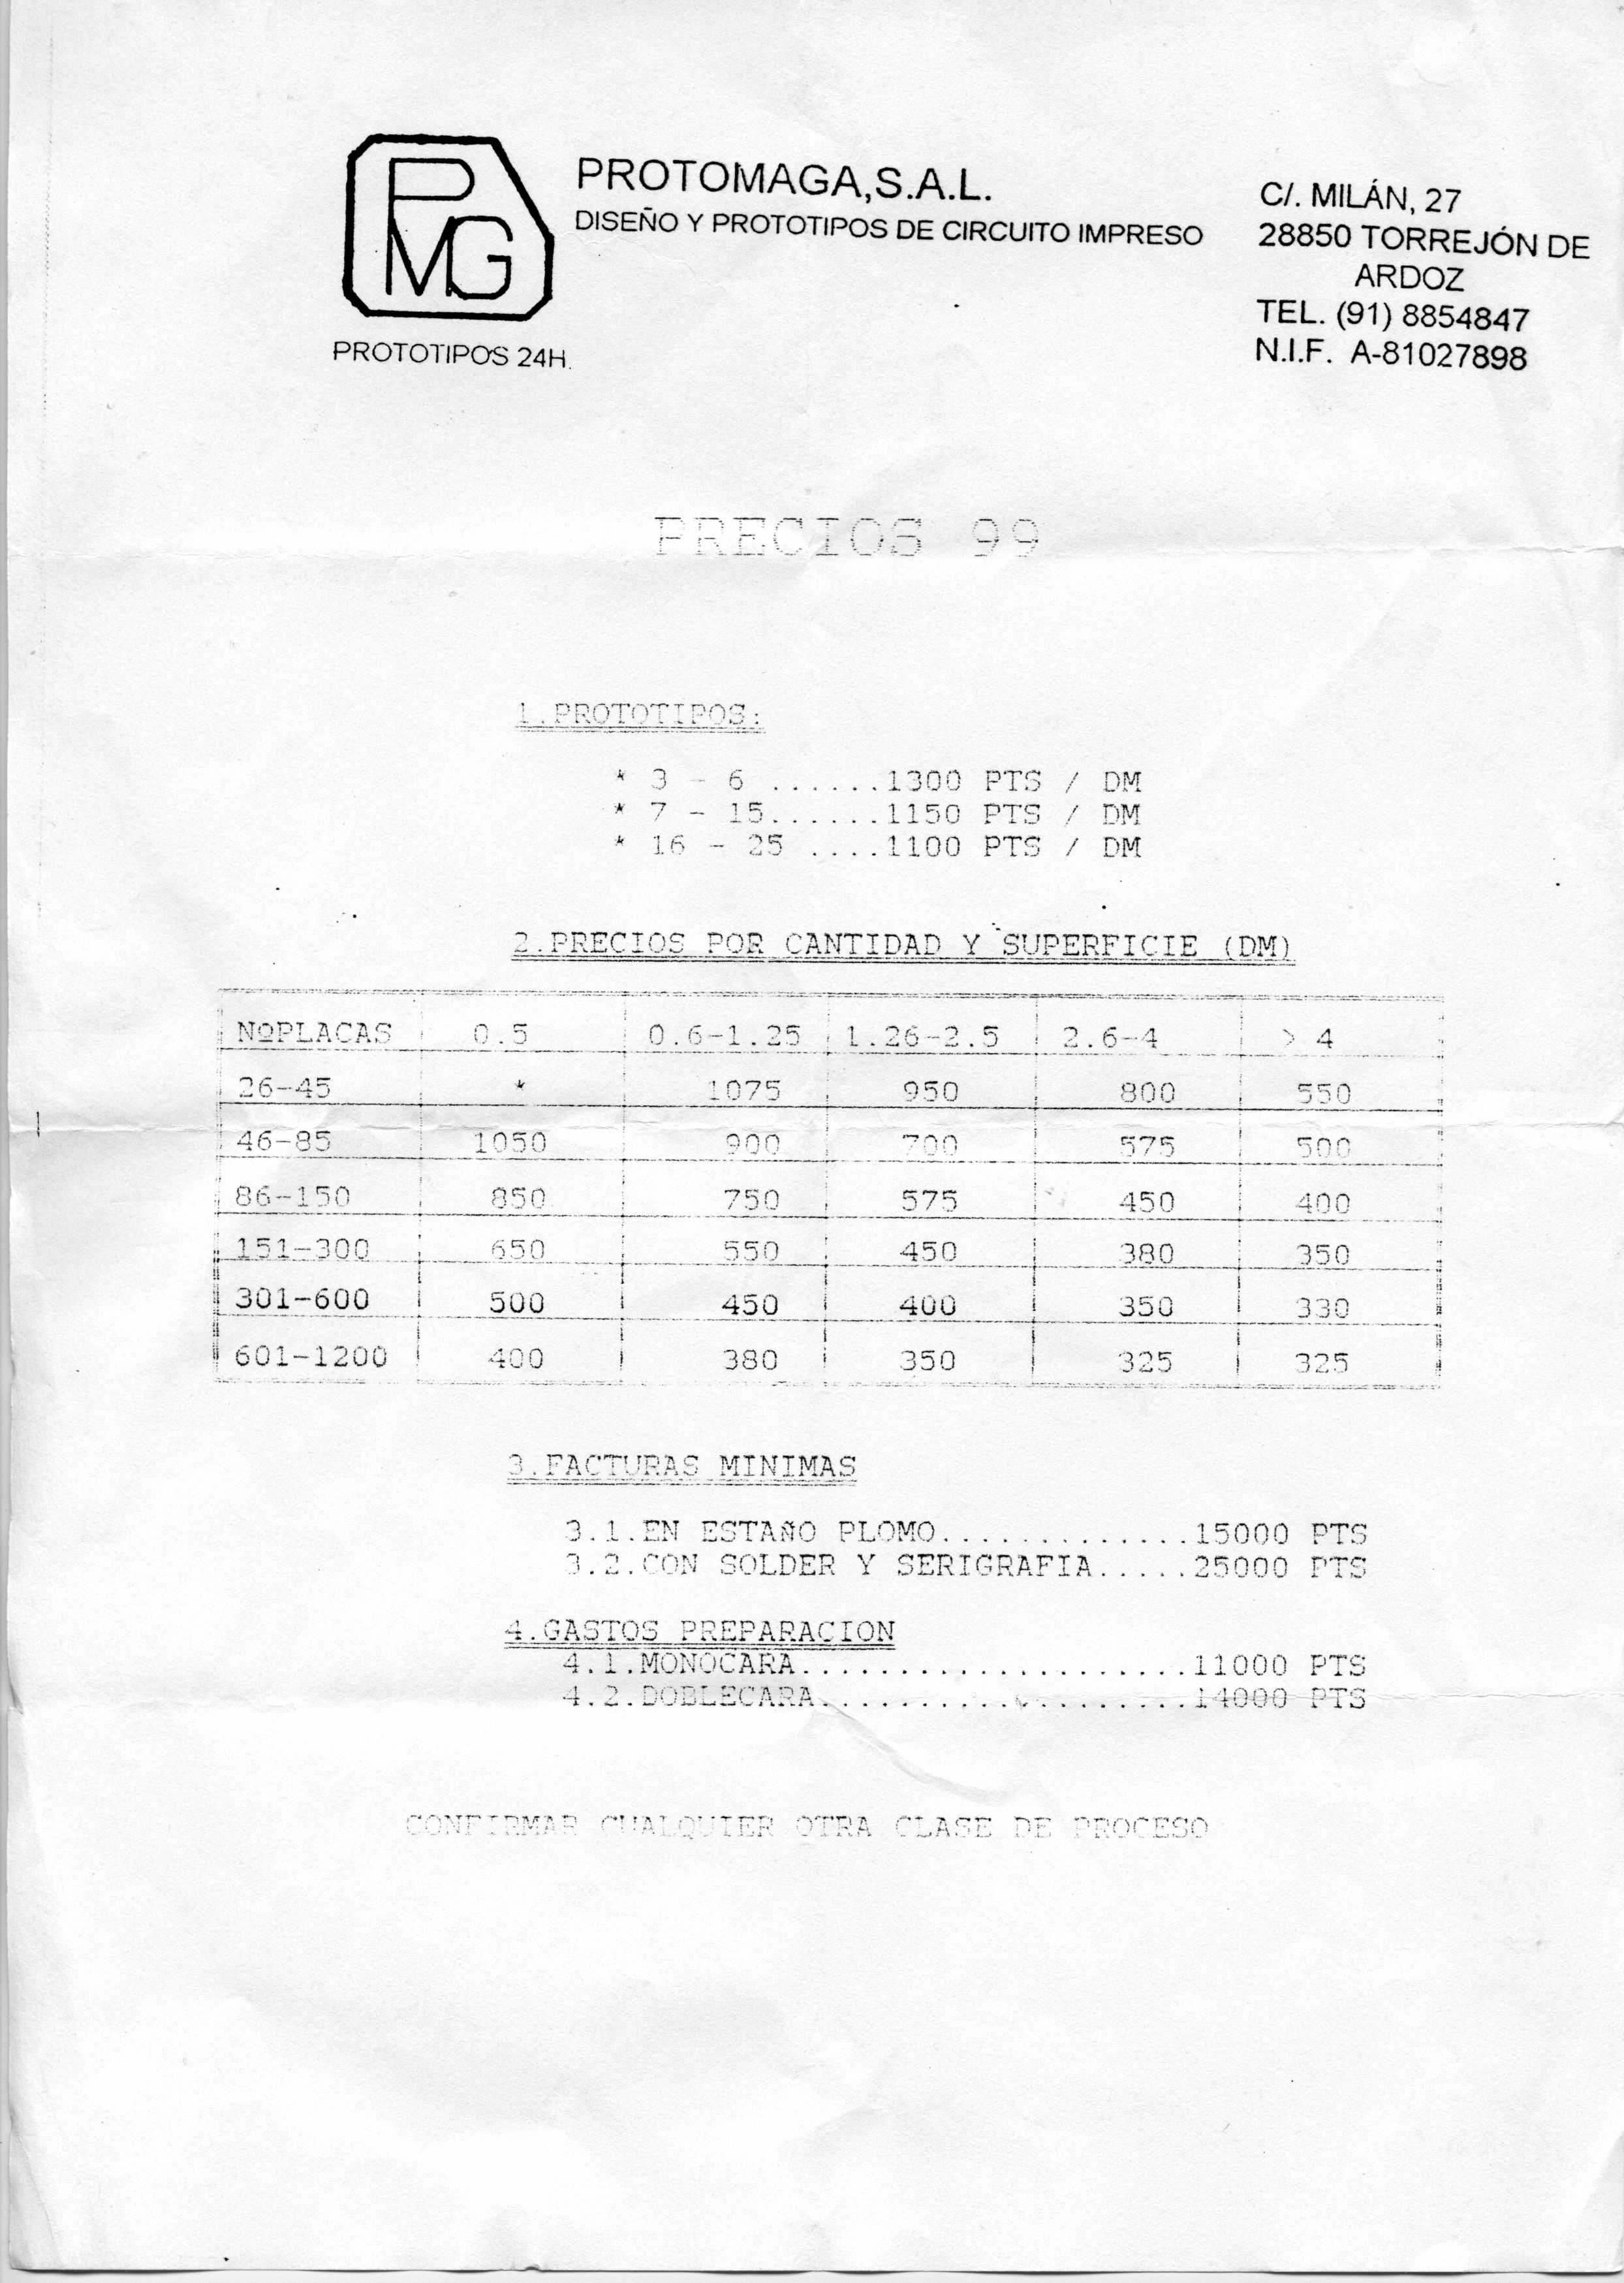 PMG
PROTOMAGA,S.A.L.
DISEÑO Y PROTOTIPOS DE CIRCUITO IMPRESO
PROTOTIPOS 24H.
C/. MILÁN, 27
28850 TORREJÓN DE
ARDOZ
TEL. (91) 8854847
N.I.F. A-81027898
PRECIOS 99
1.PROTOTIPOS:
* 3 - 6 ......1300 PTS / DM
* 7 - 15......1150 PTS / DM
* 16 - 25 ....1100 PTS / DM
2.PRECIOS POR CANTIDAD Y SUPERFICIE (DM)
NºPLACAS 0.5 0.6-1.25 1.26-2.5 2.6-4 > 4
26-45 * 1075 950 800 550
46-85 1050 900 700 575 500
86-150 850 750 575 450 400
151-300 650 550 450 380 350
301-600 500 450 400 350 330
601-1200 400 380 350 325 325
3.FACTURAS MINIMAS
3.1.EN ESTAÑO PLOMO.............15000 PTS
3.2.CON SOLDER Y SERIGRAFIA.....25000 PTS
4.GASTOS PREPARACION
4.1.MONOCARA....................11000 PTS
4.2.DOBLECARA...................14000 PTS
CONFIRMAR CUALQUIER OTRA CLASE DE PROCESO